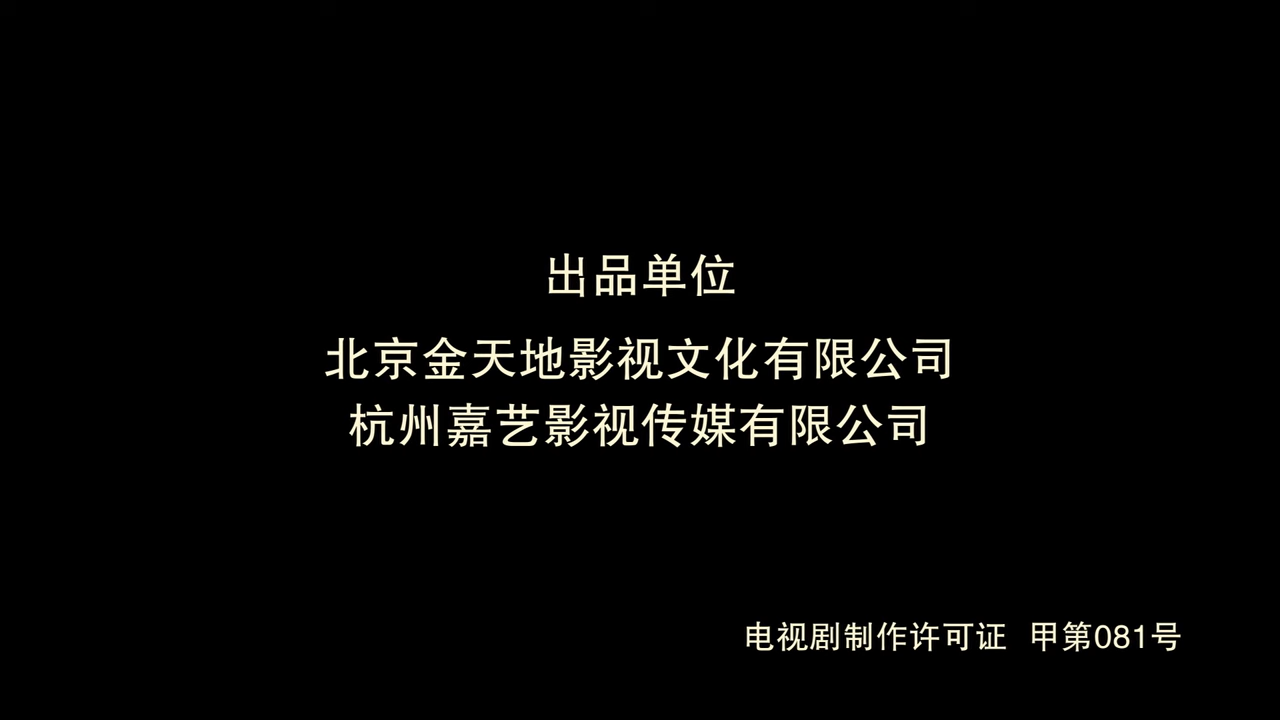 出品单位
北京金天地影视文化有限公司
杭州嘉艺影视传媒有限公司
电视剧制作许可证 甲第081号